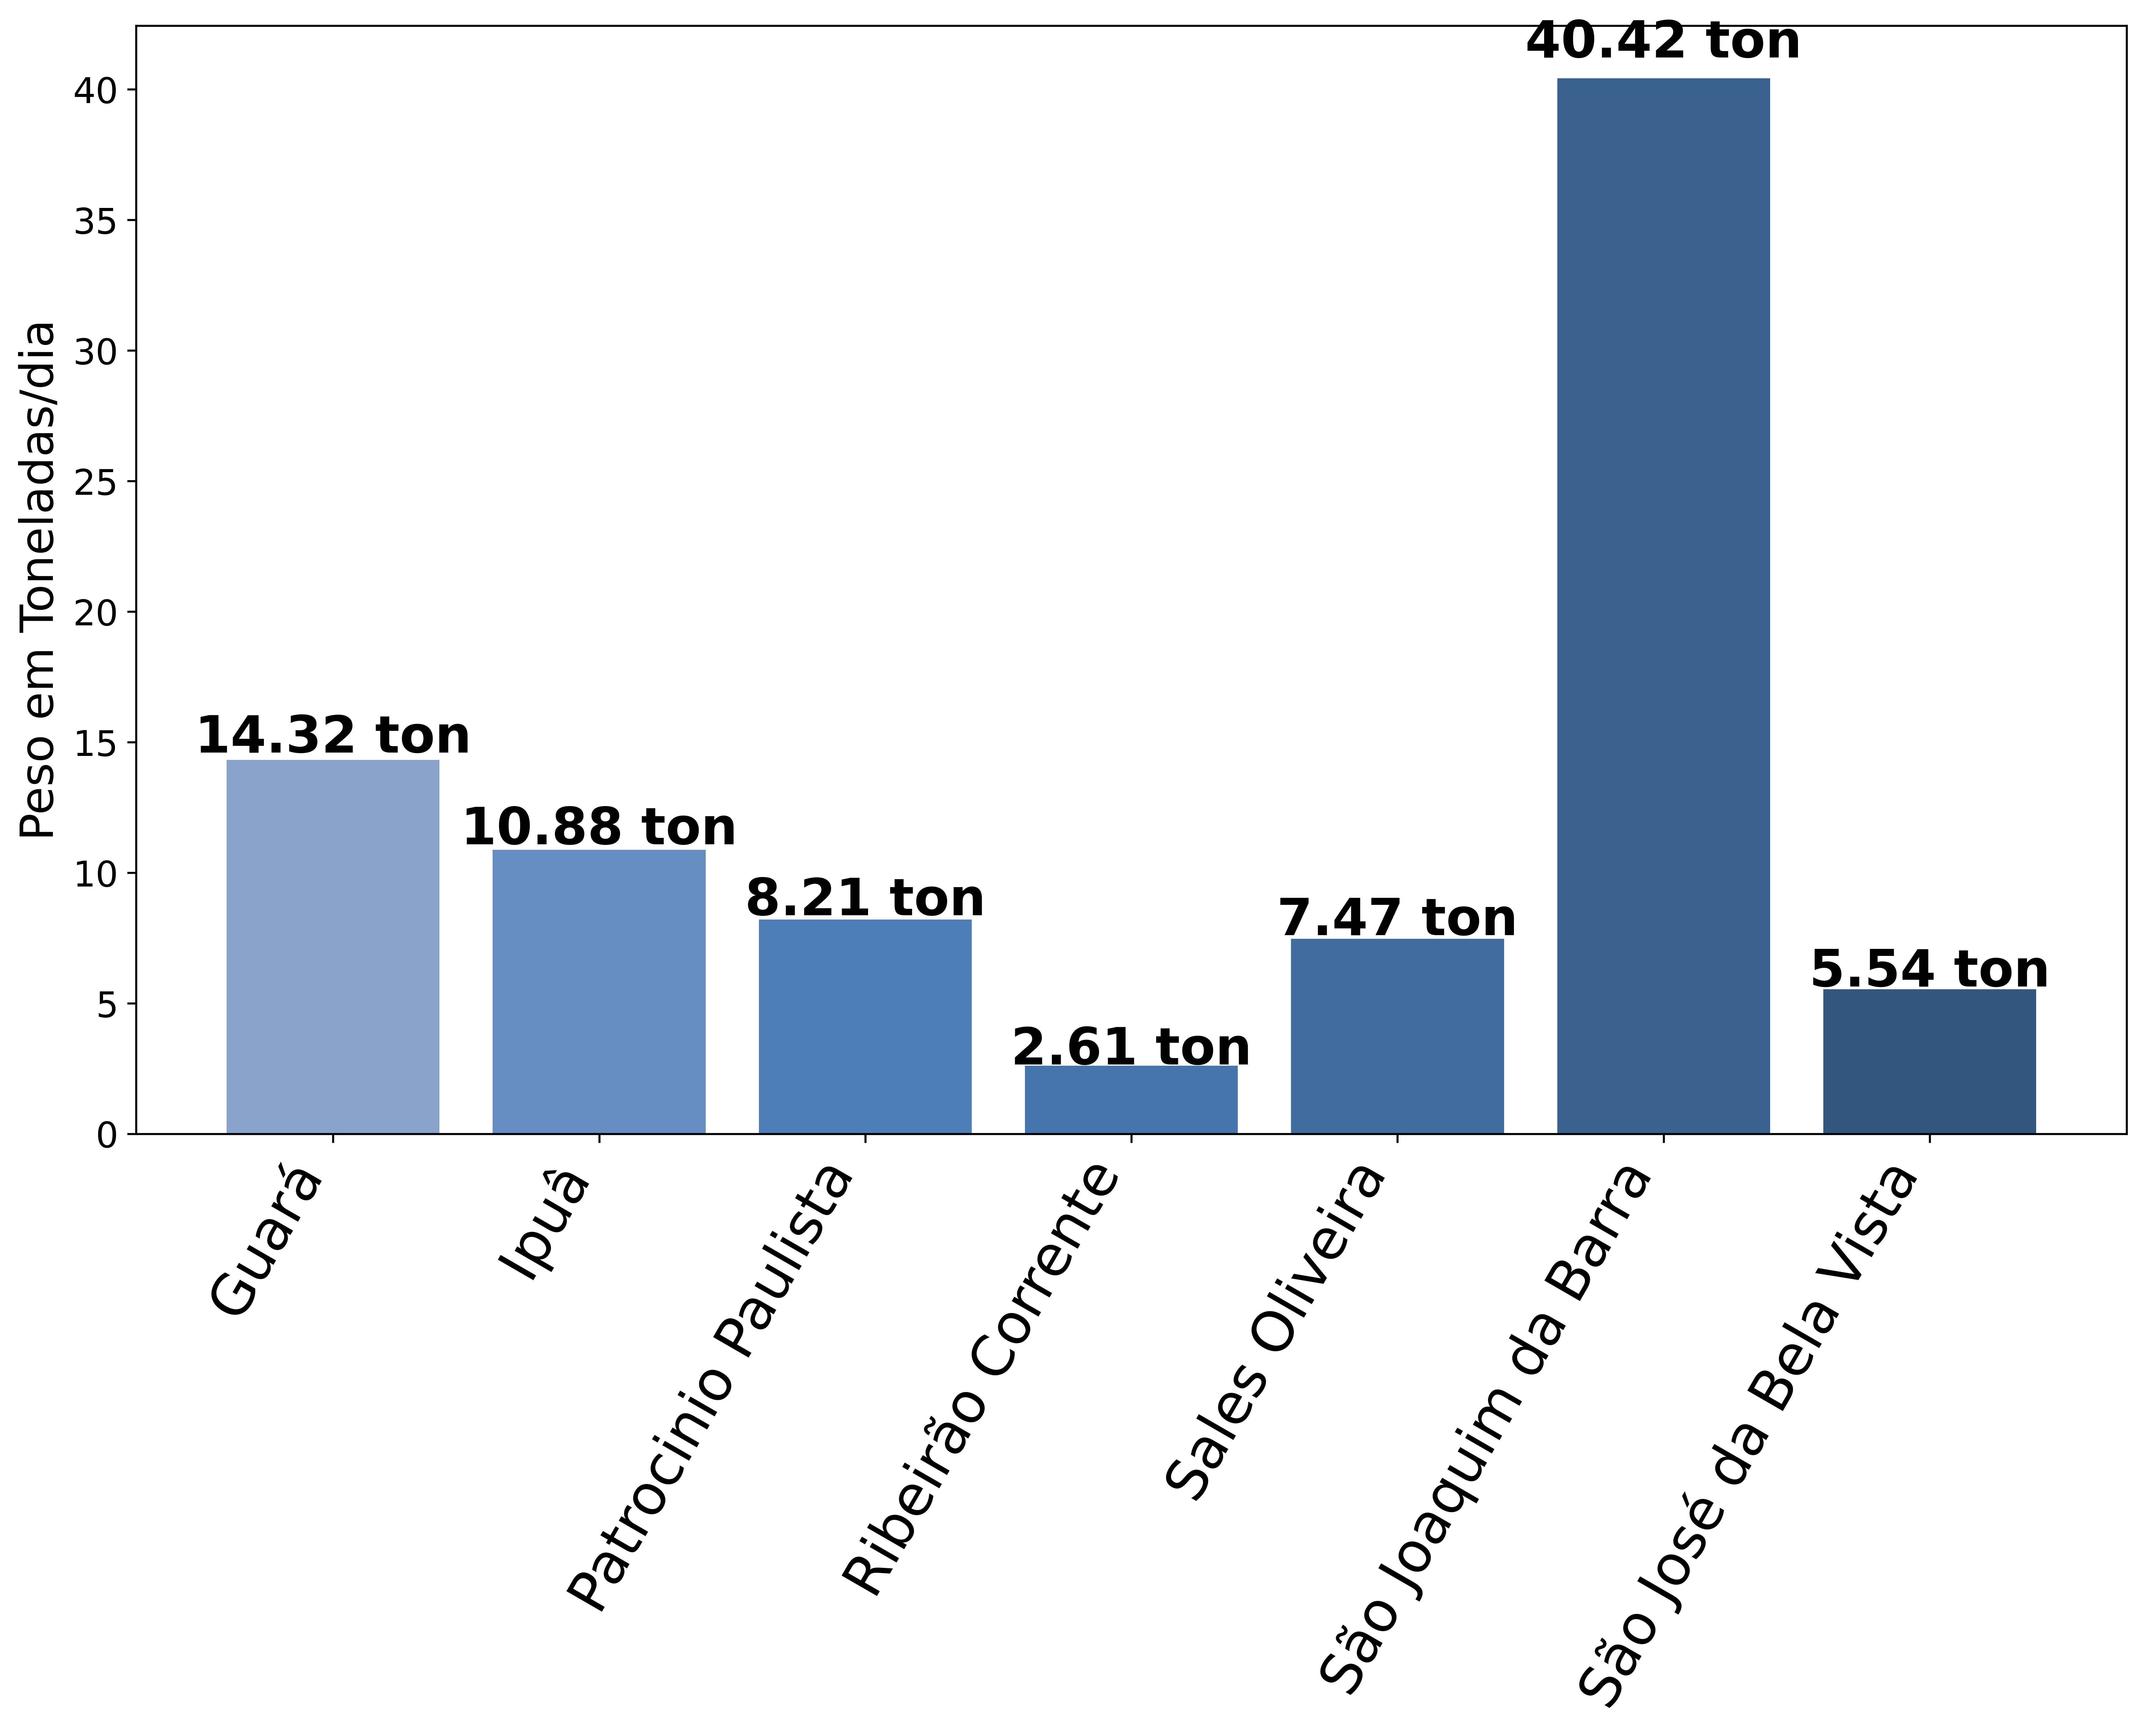 Peso em Toneladas/dia
40
35
30
25
20
15
10
5
0
14.32 ton
10.88 ton
8.21 ton
2.61 ton
7.47 ton
40.42 ton
5.54 ton
Guará
Ipuâ
Patrocinio Paulista
Ribeirão Corrente
Sales Oliveira
São Joaquim da Barra
São José da Bela Vista